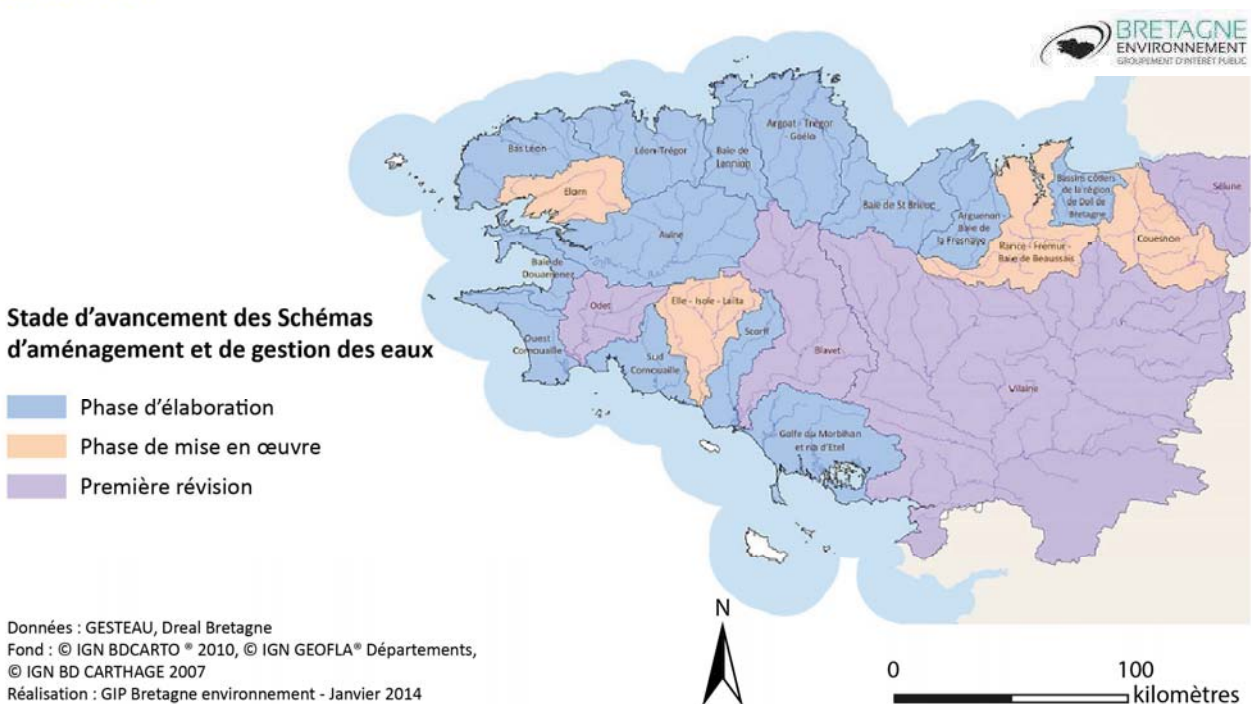 BRETAGNE
ENVIRONNEMENT
GROUPEMENT D'INTÉRÊT PUBLIC
Bas Léon
Léon-Trégor
Baie de
Lannion
Argoat - Trégor
- Goëlo
Elorn
Aulne
Baie de
Douarnenez
Baie de St Brieuc
Arguenon -
Baie de
la Fresnaye
Rance - Frémur -
Baie de Beaussais
Bassins côtiers
de la région
de Dol de
Bretagne
Couesnon
Sélune
Odet
Elle - Isole - Laïta
Scorff
Ouest
Cornouaille
Sud
Cornouaille
Blavet
Vilaine
Golfe du Morbihan
et ria d'Etel
Stade d'avancement des Schémas
d'aménagement et de gestion des eaux
Phase d'élaboration
Phase de mise en œuvre
Première révision
Données : GESTEAU, Dreal Bretagne
Fond : © IGN BDCARTO ® 2010, © IGN GEOFLA® Départements,
© IGN BD CARTHAGE 2007
Réalisation : GIP Bretagne environnement - Janvier 2014
N
0 100
kilomètres